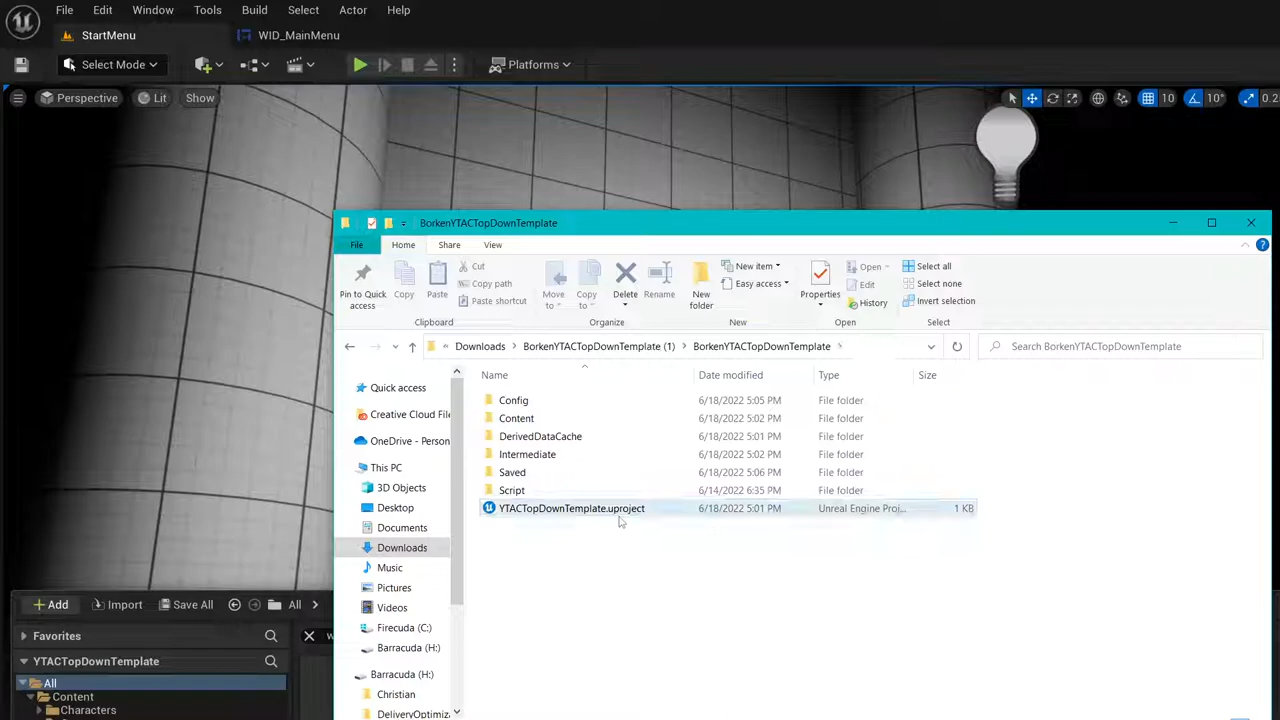 File Edit Window Tools Build Select Actor Help
StartMenu WID_MainMenu
Select Mode Platforms
Perspective Lit Show 10 10° 0.2
BorkenYTACTopDownTemplate
File Home Share View
Pin to Quick access
Copy
Paste
Cut
Copy path
Paste shortcut
Move to
Copy to
Delete
Rename
New folder
New item
Easy access
Properties
Open
Edit
History
Select all
Select none
Invert selection
Clipboard Organize New Open Select
« Downloads > BorkenYTACTopDownTemplate (1) > BorkenYTACTopDownTemplate
Search BorkenYTACTopDownTemplate
Name Date modified Type Size
Config 6/18/2022 5:05 PM File folder
Content 6/18/2022 5:02 PM File folder
DerivedDataCache 6/18/2022 5:01 PM File folder
Intermediate 6/18/2022 5:02 PM File folder
Saved 6/18/2022 5:06 PM File folder
Script 6/14/2022 6:35 PM File folder
YTACTopDownTemplate.uproject 6/18/2022 5:01 PM Unreal Engine Proj... 1 KB
Quick access
Creative Cloud File
OneDrive - Person
This PC
3D Objects
Desktop
Documents
Downloads
Music
Pictures
Videos
Firecuda (C:)
Barracuda (H:)
Barracuda (H:)
Christian
DeliveryOptimiz
+ Add Import Save All All >
Favorites
YTACTopDownTemplate
All
Content
Characters